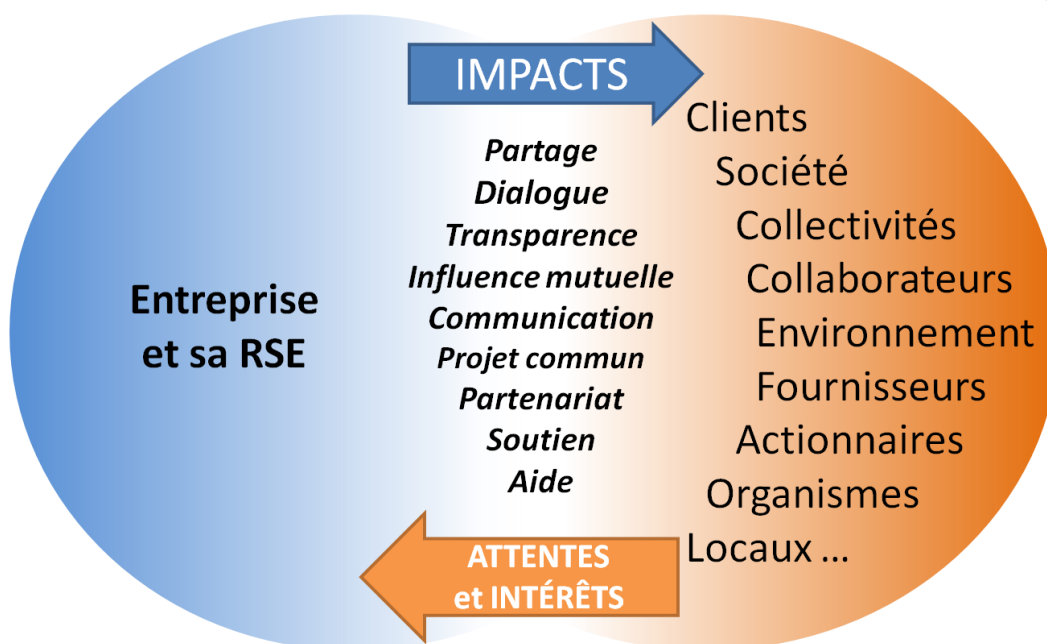 IMPACTS
Entreprise
et sa RSE
Partage
Dialogue
Transparence
Influence mutuelle
Communication
Projet commun
Partenariat
Soutien
Aide
Clients
Société
Collectivités
Collaborateurs
Environnement
Fournisseurs
Actionnaires
Organismes
Locaux ...
ATTENTES
et INTÉRÊTS